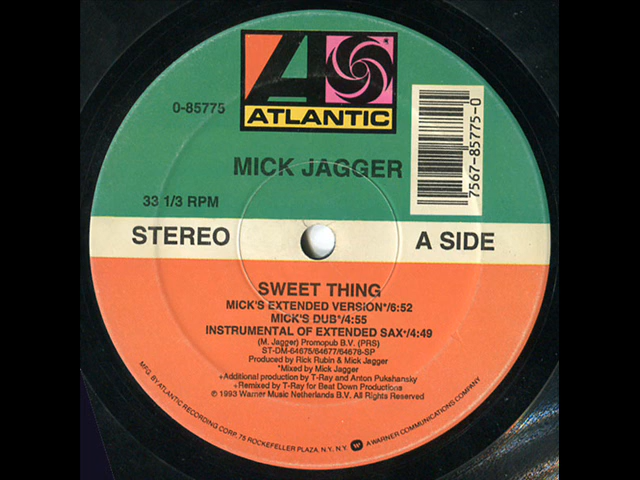 ATLANTIC
0-85775
MICK JAGGER
7567-85775-0
33 1/3 RPM
STEREO
A SIDE
SWEET THING
MICK'S EXTENDED VERSION*/6:52
MICK'S DUB*/4:55
INSTRUMENTAL OF EXTENDED SAX+/4:49
(M. Jagger) Promopub B.V. (PRS)
ST-DM-64675/64677/64678-SP
Produced by Rick Rubin & Mick Jagger
*Mixed by Mick Jagger
+Additional production by T-Ray and Anton Pukshansky
+Remixed by T-Ray for Beat Down Productions
© 1993 Warner Music Netherlands B.V. All Rights Reserved
MFG. BY ATLANTIC RECORDING CORP. 75 ROCKEFELLER PLAZA, N.Y. N.Y. A WARNER COMMUNICATIONS COMPANY